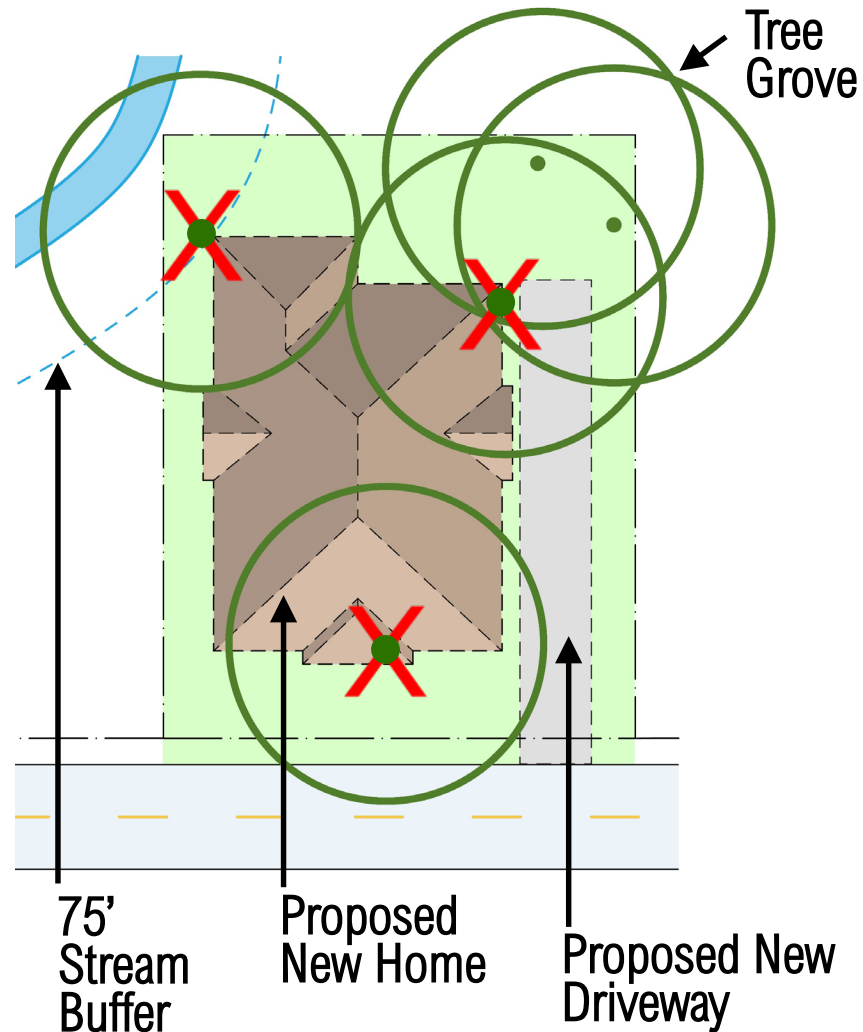 Tree
Grove
75’
Stream
Buffer
Proposed
New Home
Proposed New
Driveway